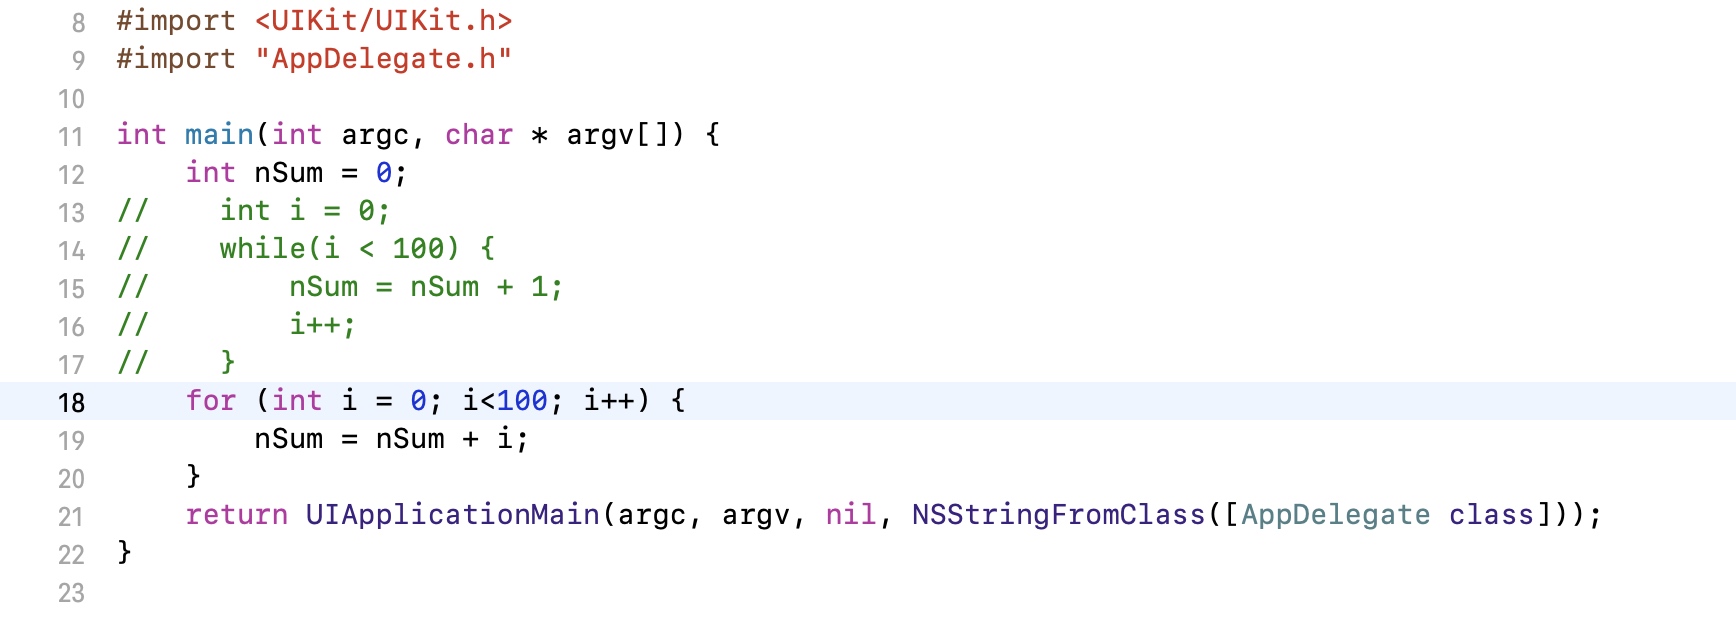 8 #import <UIKit/UIKit.h>
9 #import "AppDelegate.h"
10
11 int main(int argc, char * argv[]) {
12     int nSum = 0;
13 //    int i = 0;
14 //    while(i < 100) {
15 //        nSum = nSum + 1;
16 //        i++;
17 //    }
18     for (int i = 0; i<100; i++) {
19         nSum = nSum + i;
20     }
21     return UIApplicationMain(argc, argv, nil, NSStringFromClass([AppDelegate class]));
22 }
23